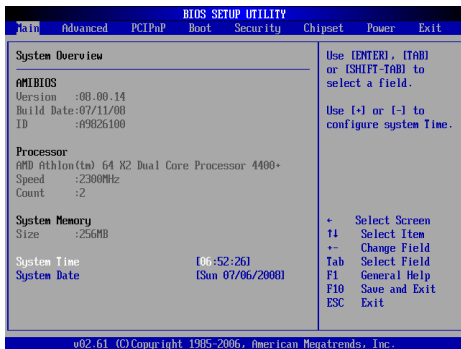 BIOS SETUP UTILITY
Main Advanced PCIPnP Boot Security Chipset Power Exit
System Overview
AMIBIOS
Version :08.00.14
Build Date:07/11/08
ID :A9826100
Processor
AMD Athlon(tm) 64 X2 Dual Core Processor 4400+
Speed :2300MHz
Count :2
System Memory
Size :256MB
System Time [06:52:26]
System Date [Sun 07/06/2008]
Use [ENTER], [TAB]
or [SHIFT-TAB] to
select a field.
Use [+] or [-] to
configure system Time.
← Select Screen
↑↓ Select Item
+- Change Field
Tab Select Field
F1 General Help
F10 Save and Exit
ESC Exit
v02.61 (C)Copyright 1985-2006, American Megatrends, Inc.